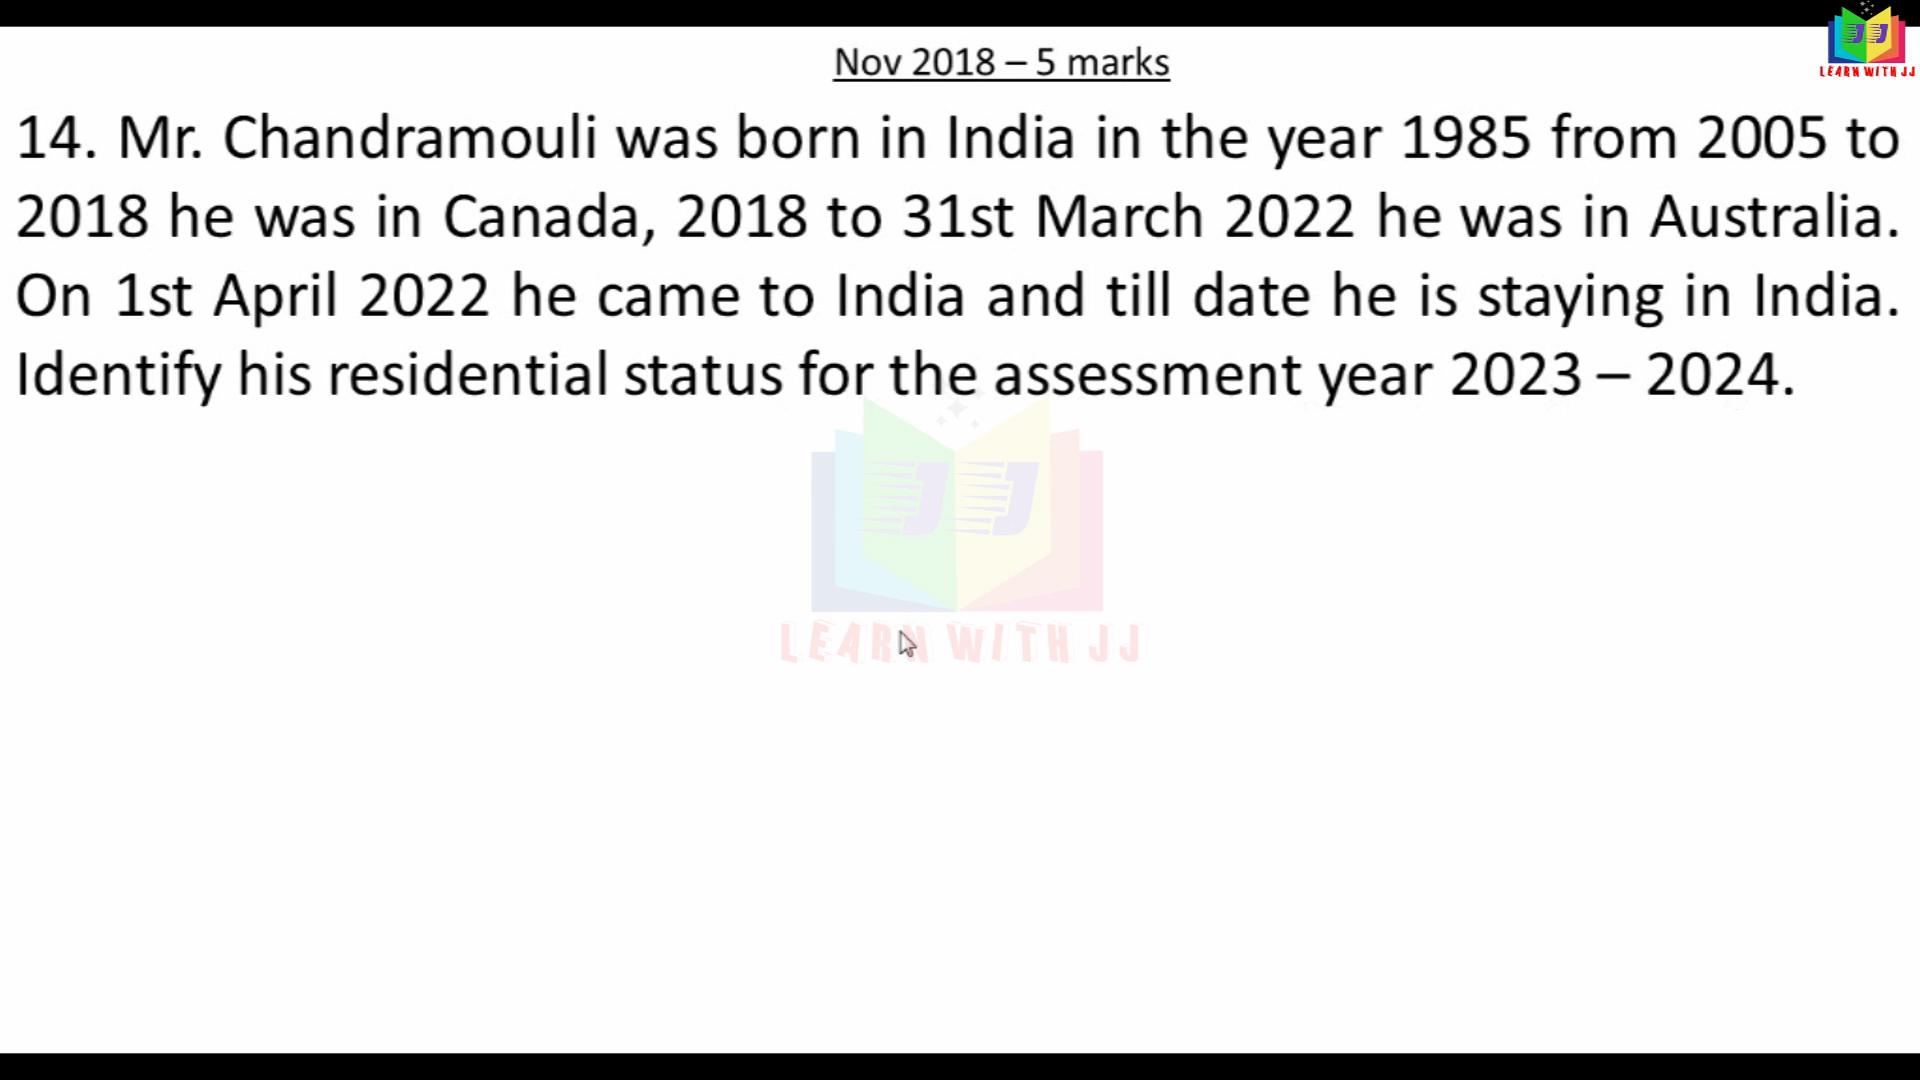 LEARN WITH JJ
Nov 2018 – 5 marks
14. Mr. Chandramouli was born in India in the year 1985 from 2005 to
2018 he was in Canada, 2018 to 31st March 2022 he was in Australia.
On 1st April 2022 he came to India and till date he is staying in India.
Identify his residential status for the assessment year 2023 – 2024.
JJ
LEARN WITH JJ